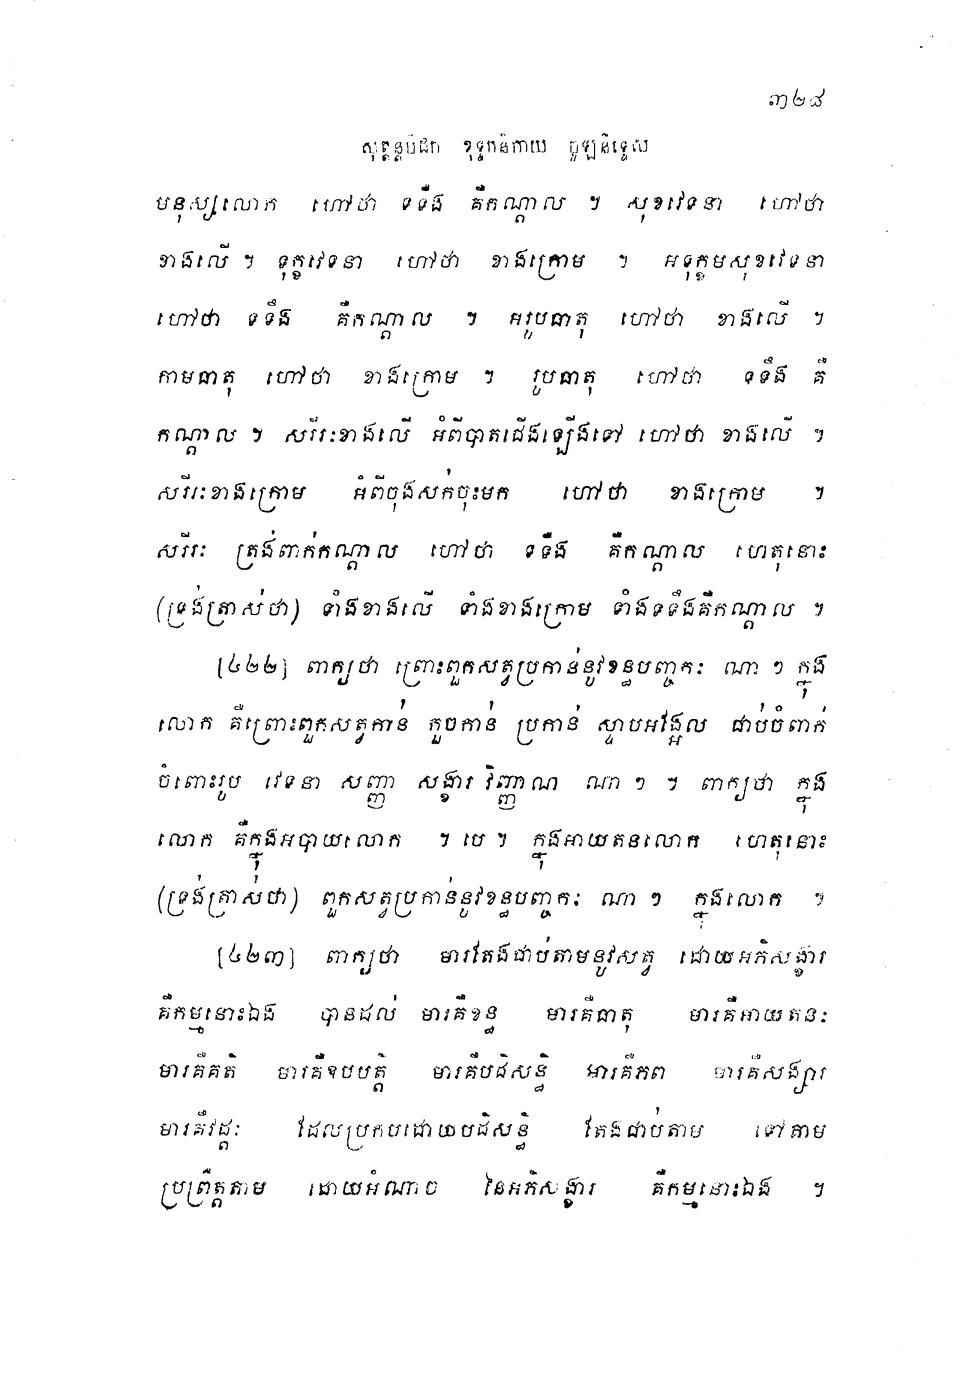 ៣២៨
សុត្តន្តបិដក ខុទ្ទកនិកាយ ចូឡនិទ្ទេស
មនុស្សលោក ហៅថា ទទឹង គឺកណ្តាល ។ សុខវេទនា ហៅថា
ខាងលើ ។ ទុក្ខវេទនា ហៅថា ខាងក្រោម ។ អទុក្ខមសុខវេទនា
ហៅថា ទទឹង គឺកណ្តាល ។ អរូបធាតុ ហៅថា ខាងលើ ។
កាមធាតុ ហៅថា ខាងក្រោម ។ រូបធាតុ ហៅថា ទទឹង គឺ
កណ្តាល ។ សរីរៈខាងលើ អំពីបាតជើងឡើងទៅ ហៅថា ខាងលើ ។
សរីរៈខាងក្រោម អំពីចុងសក់ចុះមក ហៅថា ខាងក្រោម ។
សរីរៈ ត្រង់ពាក់កណ្តាល ហៅថា ទទឹង គឺកណ្តាល ហេតុនោះ
(ទ្រង់ត្រាស់ថា) ទាំងខាងលើ ទាំងខាងក្រោម ទាំងទទឹងគឺកណ្តាល ។
[៤២២] ពាក្យថា ព្រោះពួកសត្វប្រកាន់នូវខន្ធបញ្ចកៈ ណា ៗ ក្នុង
លោក គឺព្រោះពួកសត្វកាន់ កួចកាន់ ប្រកាន់ ស្ទាបអង្អែល ជាប់ចំពាក់
ចំពោះរូប វេទនា សញ្ញា សង្ខារ វិញ្ញាណ ណា ៗ ។ ពាក្យថា ក្នុង
លោក គឺក្នុងអបាយលោក ។ បេ ។ ក្នុងអាយតនលោក ហេតុនោះ
(ទ្រង់ត្រាស់ថា) ពួកសត្វប្រកាន់នូវខន្ធបញ្ចកៈ ណា ៗ ក្នុងលោក ។
[៤២៣] ពាក្យថា មារតែងជាប់តាមនូវសត្វ ដោយអភិសង្ខារ
គឺកម្មនោះឯង បានដល់ មារគឺខន្ធ មារគឺធាតុ មារគឺអាយតនៈ
មារគឺគតិ មារគឺឧបបត្តិ មារគឺបដិសន្ធិ មារគឺភព មារគឺសង្សារ
មារគឺវដ្តៈ ដែលប្រកបដោយបដិសន្ធិ តែងជាប់តាម ទៅតាម
ប្រព្រឹត្តតាម ដោយអំណាច នៃអភិសង្ខារ គឺកម្មនោះឯង ។